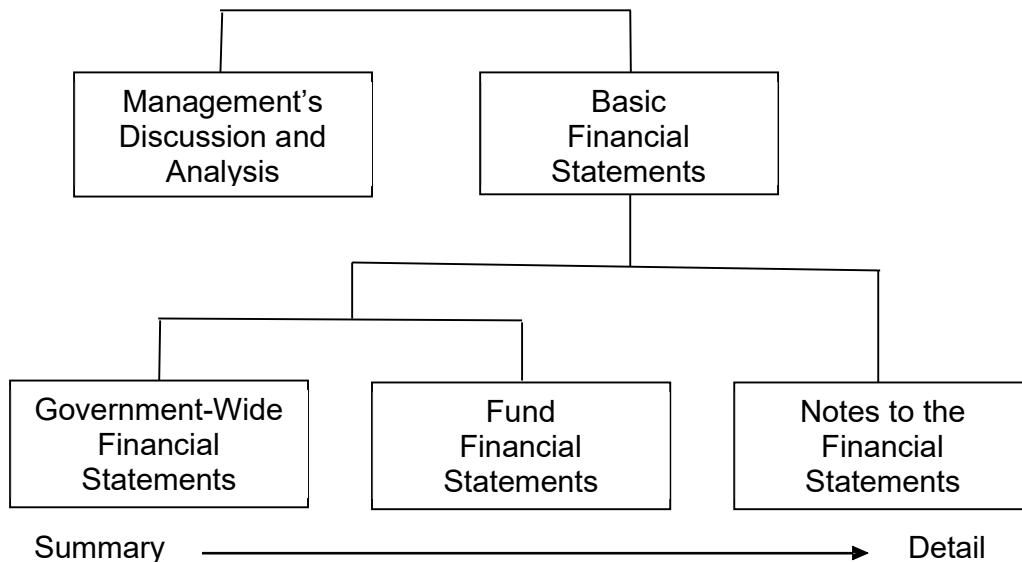 Management’s
Discussion and
Analysis
Basic
Financial
Statements
Government-Wide
Financial
Statements
Fund
Financial
Statements
Notes to the
Financial
Statements
Summary
Detail